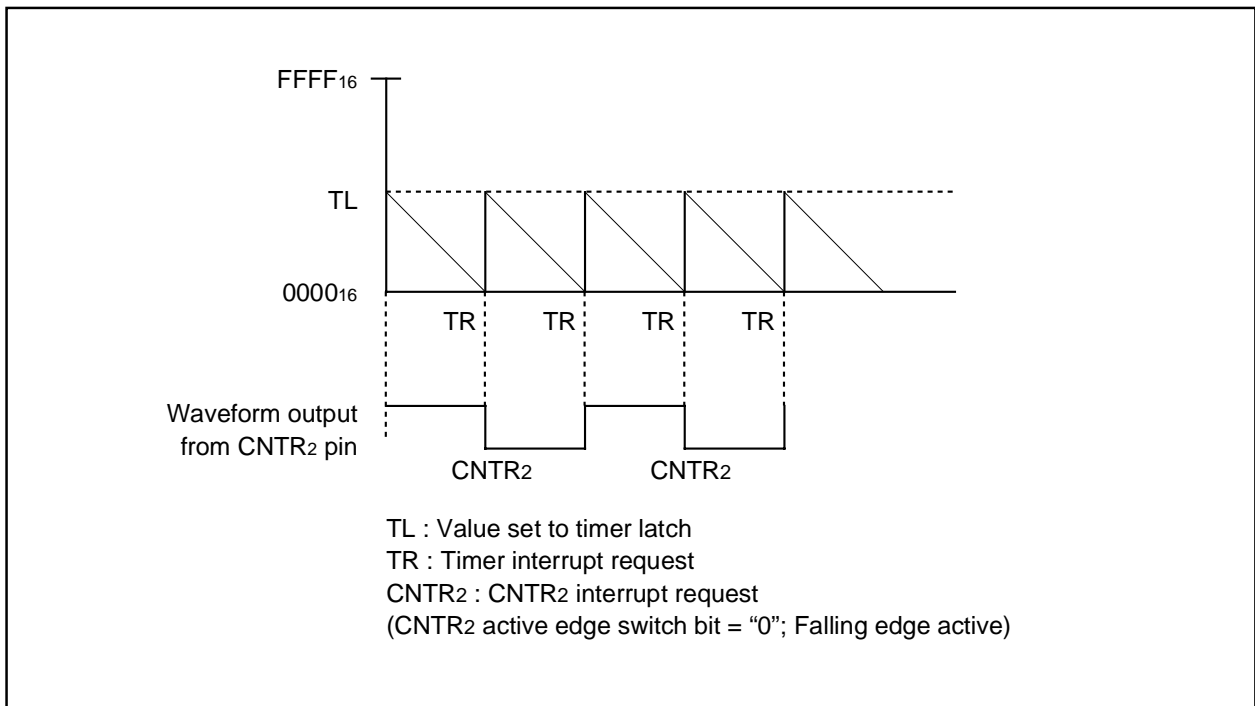 FFFF16
TL
000016
TR TR TR TR
Waveform output
from CNTR2 pin
CNTR2 CNTR2
TL : Value set to timer latch
TR : Timer interrupt request
CNTR2 : CNTR2 interrupt request
(CNTR2 active edge switch bit = “0”; Falling edge active)